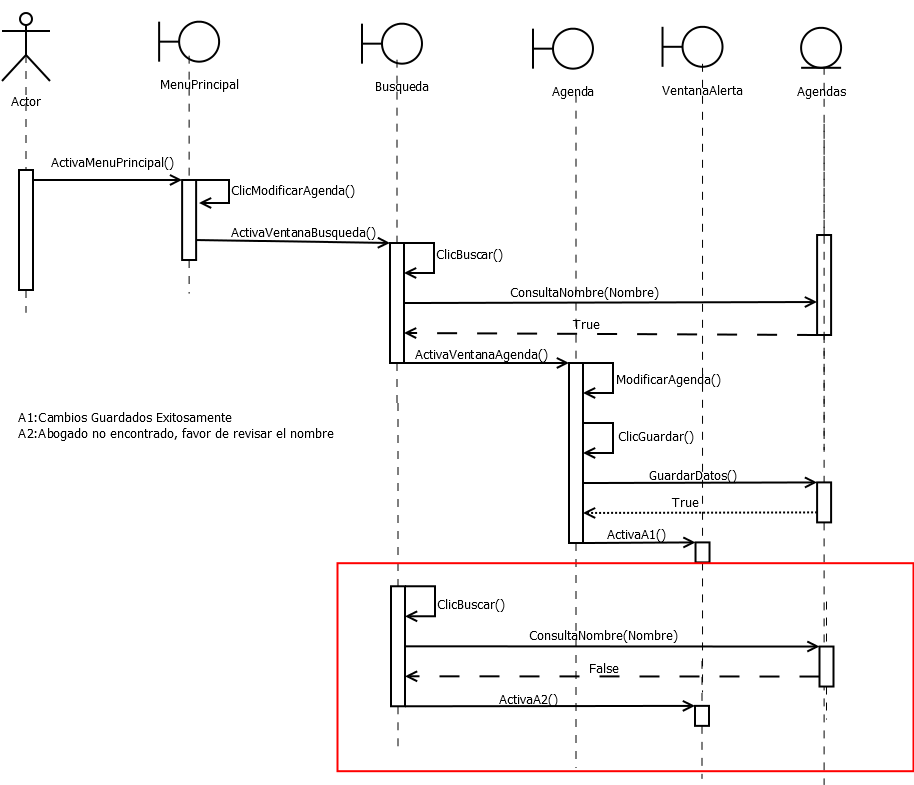 Actor
MenuPrincipal
Busqueda
Agenda
VentanaAlerta
Agendas
ActivaMenuPrincipal()
ClicModificarAgenda()
ActivaVentanaBusqueda()
ClicBuscar()
ConsultaNombre(Nombre)
True
ActivaVentanaAgenda()
ModificarAgenda()
A1:Cambios Guardados Exitosamente
A2:Abogado no encontrado, favor de revisar el nombre
ClicGuardar()
GuardarDatos()
True
ActivaA1()
ClicBuscar()
ConsultaNombre(Nombre)
False
ActivaA2()